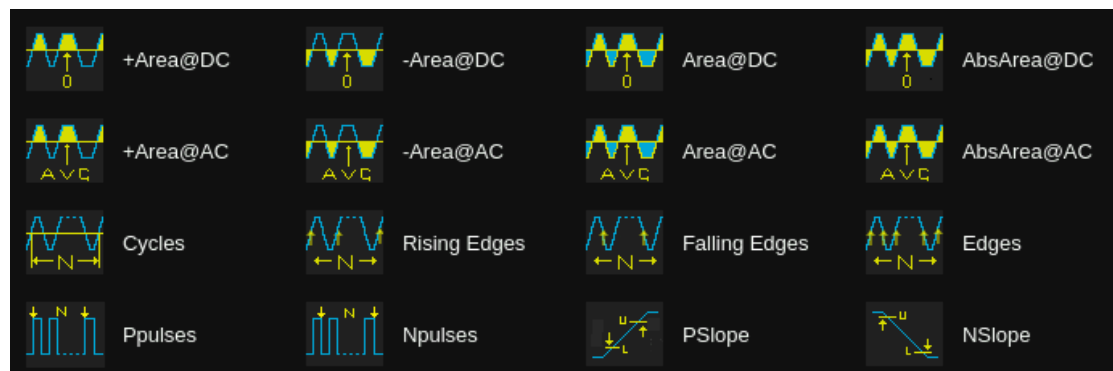 +Area@DC -Area@DC Area@DC AbsArea@DC
0 0 0 0
+Area@AC -Area@AC Area@AC AbsArea@AC
AVG AVG AVG AVG
Cycles Rising Edges Falling Edges Edges
N N N N
N Ppulses N Npulses U L PSlope U L NSlope